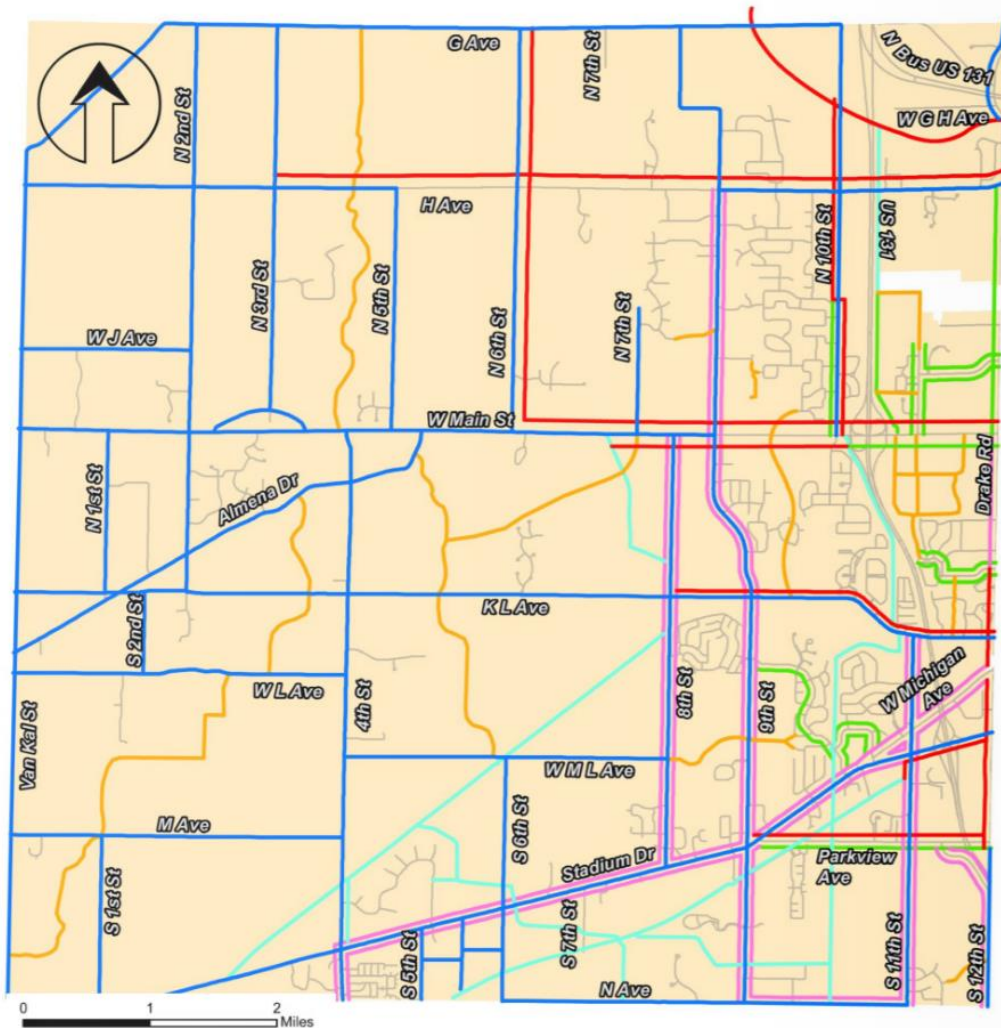 G Ave
N 7th St
N Bus US 131
N 2nd St
W G H Ave
H Ave
N 3rd St
N 5th St
N 6th St
N 7th St
N 10th St
US 131
W J Ave
W Main St
N 1st St
Almena Dr
Drake Rd
K L Ave
S 2nd St
W L Ave
4th St
8th St
9th St
W Michigan
Ave
Van Kal St
W M L Ave
M Ave
S 6th St
Stadium Dr
Parkview
Ave
S 1st St
S 5th St
S 7th St
N Ave
S 11th St
S 12th St
0 1 2
Miles